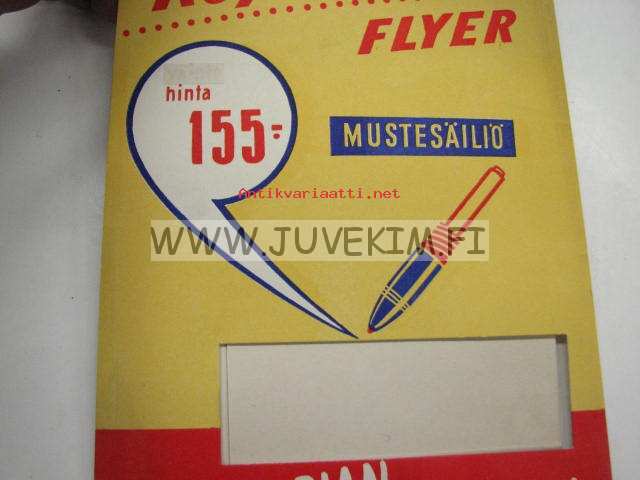 FLYER
hinta
155:-
MUSTESÄILIÖ
Antikvariaatti.net
WWW.JUVEKIM.FI